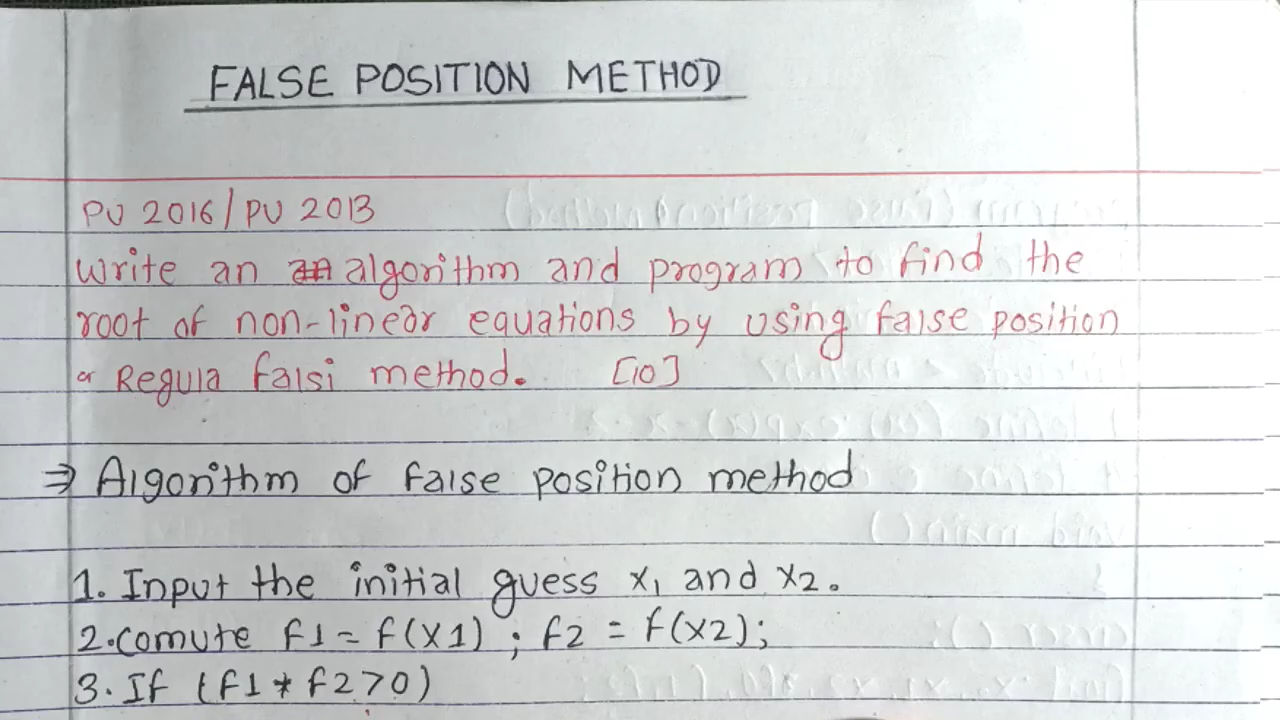 FALSE POSITION METHOD
PU 2016/PU 2013
Write an algorithm and program to find the
root of non-linear equations by using false position
or Regula falsi method. [10]
⇒ Algorithm of false position method
1. Input the initial guess x1 and x2.
2. comute f1 = f(x1) ; f2 = f(x2);
3. If (f1 * f2 > 0)